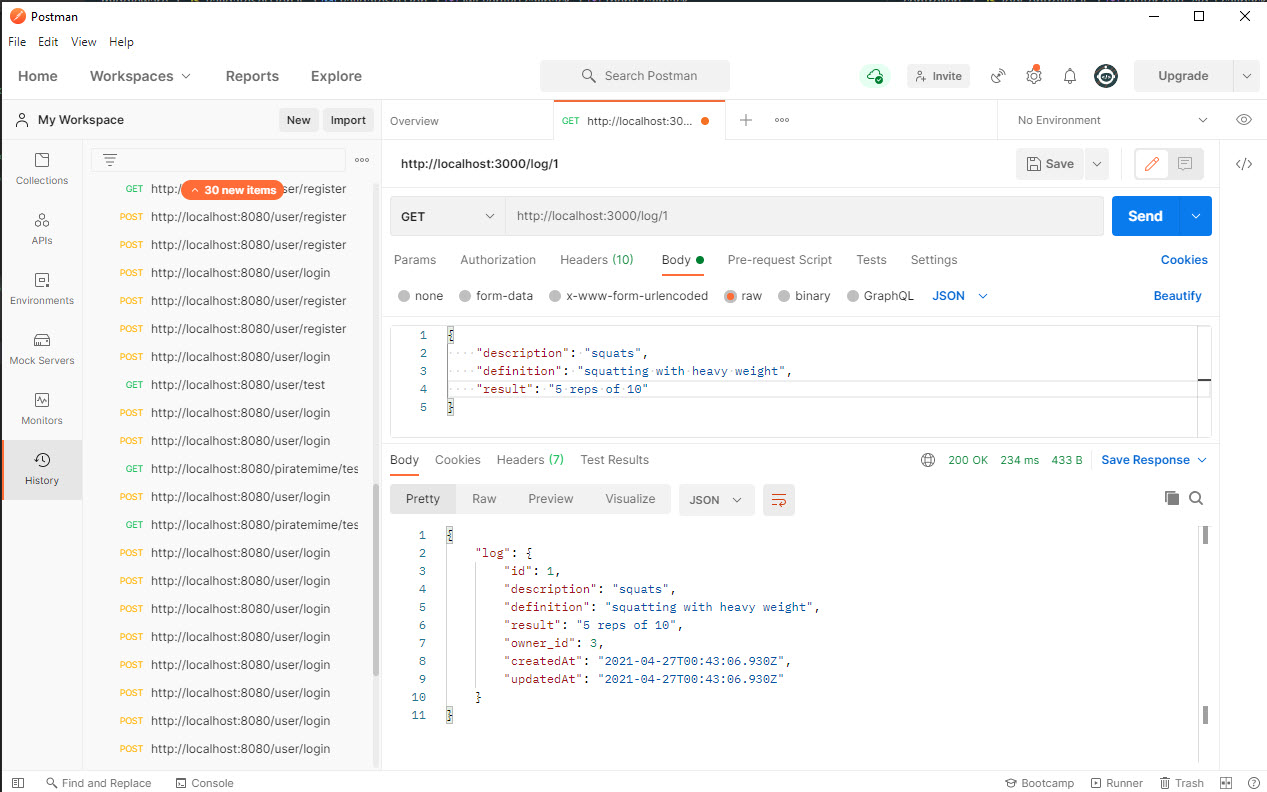 Postman
File Edit View Help
Home Workspaces Reports Explore Search Postman Invite Upgrade
My Workspace New Import
Overview GET http://localhost:30... No Environment
Collections
APIs
Environments
Mock Servers
Monitors
History
30 new items
GET http:/ ser/register
POST http://localhost:8080/user/register
POST http://localhost:8080/user/register
POST http://localhost:8080/user/login
POST http://localhost:8080/user/register
POST http://localhost:8080/user/register
POST http://localhost:8080/user/login
GET http://localhost:8080/user/test
POST http://localhost:8080/user/login
POST http://localhost:8080/user/login
GET http://localhost:8080/piratemime/tes
POST http://localhost:8080/user/login
GET http://localhost:8080/piratemime/tes
POST http://localhost:8080/user/login
POST http://localhost:8080/user/login
POST http://localhost:8080/user/login
POST http://localhost:8080/user/login
POST http://localhost:8080/user/login
POST http://localhost:8080/user/login
POST http://localhost:8080/user/login
POST http://localhost:8080/user/login
http://localhost:3000/log/1 Save
GET http://localhost:3000/log/1 Send
Params Authorization Headers (10) Body Pre-request Script Tests Settings Cookies
none form-data x-www-form-urlencoded raw binary GraphQL JSON Beautify
1 {
2 "description": "squats",
3 "definition": "squatting with heavy weight",
4 "result": "5 reps of 10"
5 }
Body Cookies Headers (7) Test Results 200 OK 234 ms 433 B Save Response
Pretty Raw Preview Visualize JSON
1 {
2 "log": {
3 "id": 1,
4 "description": "squats",
5 "definition": "squatting with heavy weight",
6 "result": "5 reps of 10",
7 "owner_id": 3,
8 "createdAt": "2021-04-27T00:43:06.930Z",
9 "updatedAt": "2021-04-27T00:43:06.930Z"
10 }
11 }
Find and Replace Console Bootcamp Runner Trash